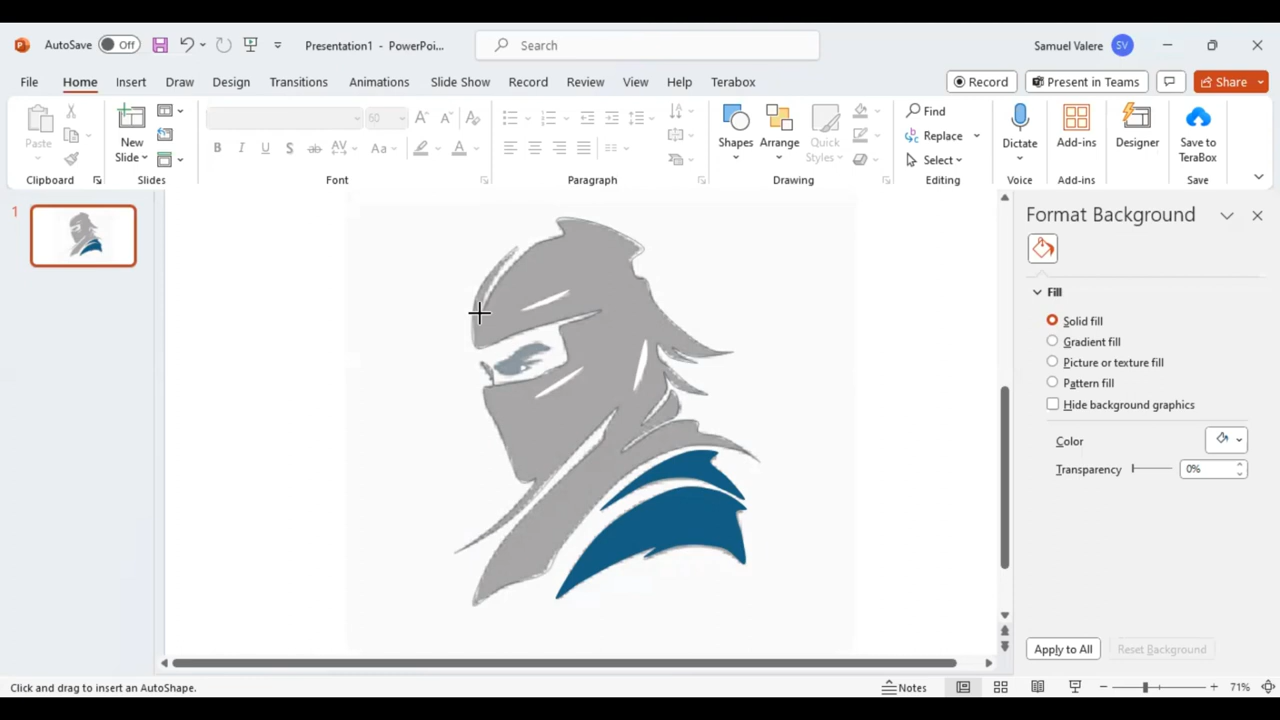 AutoSave Off Presentation1 - PowerPoi... Search Samuel Valere SV
File Home Insert Draw Design Transitions Animations Slide Show Record Review View Help Terabox Record Present in Teams Share
Paste New Slide 60 Aa Shapes Arrange Quick Styles Find Replace Select Dictate Add-ins Designer Save to TeraBox
Clipboard Slides Font Paragraph Drawing Editing Voice Add-ins Save
1
Format Background
Fill
Solid fill
Gradient fill
Picture or texture fill
Pattern fill
Hide background graphics
Color
Transparency 0%
Apply to All Reset Background
Click and drag to insert an AutoShape. Notes 71%